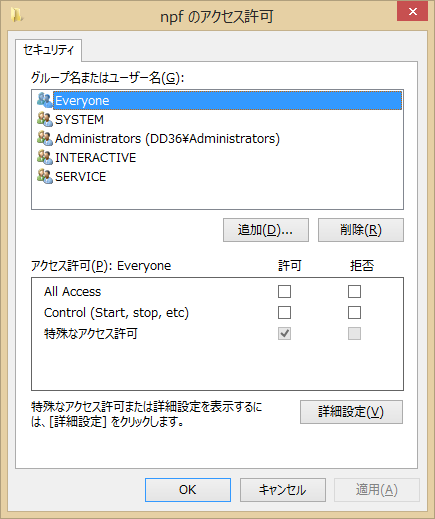 npf のアクセス許可
セキュリティ
グループ名またはユーザー名(G):
Everyone
SYSTEM
Administrators (DD36¥Administrators)
INTERACTIVE
SERVICE
追加(D)... 削除(R)
アクセス許可(P): Everyone 許可 拒否
All Access
Control (Start, stop, etc)
特殊なアクセス許可
特殊なアクセス許可または詳細設定を表示するに
は、[詳細設定] をクリックします。
詳細設定(V)
OK キャンセル 適用(A)